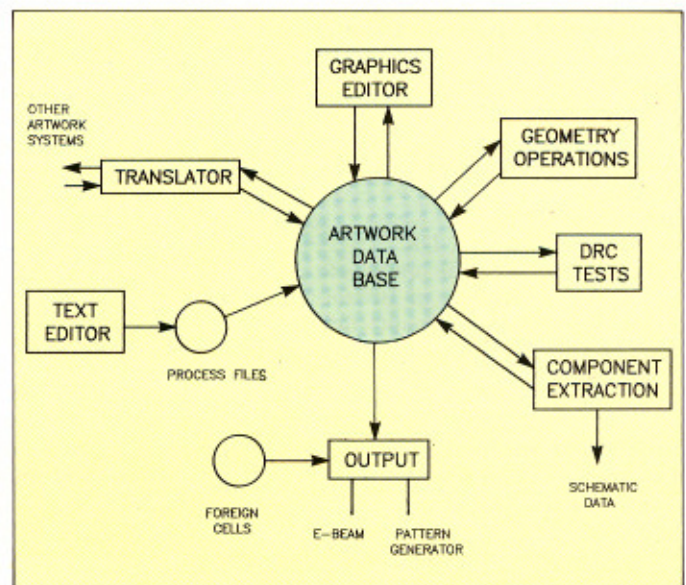 GRAPHICS
EDITOR
OTHER
ARTWORK
SYSTEMS
GEOMETRY
OPERATIONS
TRANSLATOR
ARTWORK
DATA
BASE
DRC
TESTS
TEXT
EDITOR
PROCESS FILES
COMPONENT
EXTRACTION
OUTPUT
SCHEMATIC
DATA
FOREIGN
CELLS
E-BEAM
PATTERN
GENERATOR